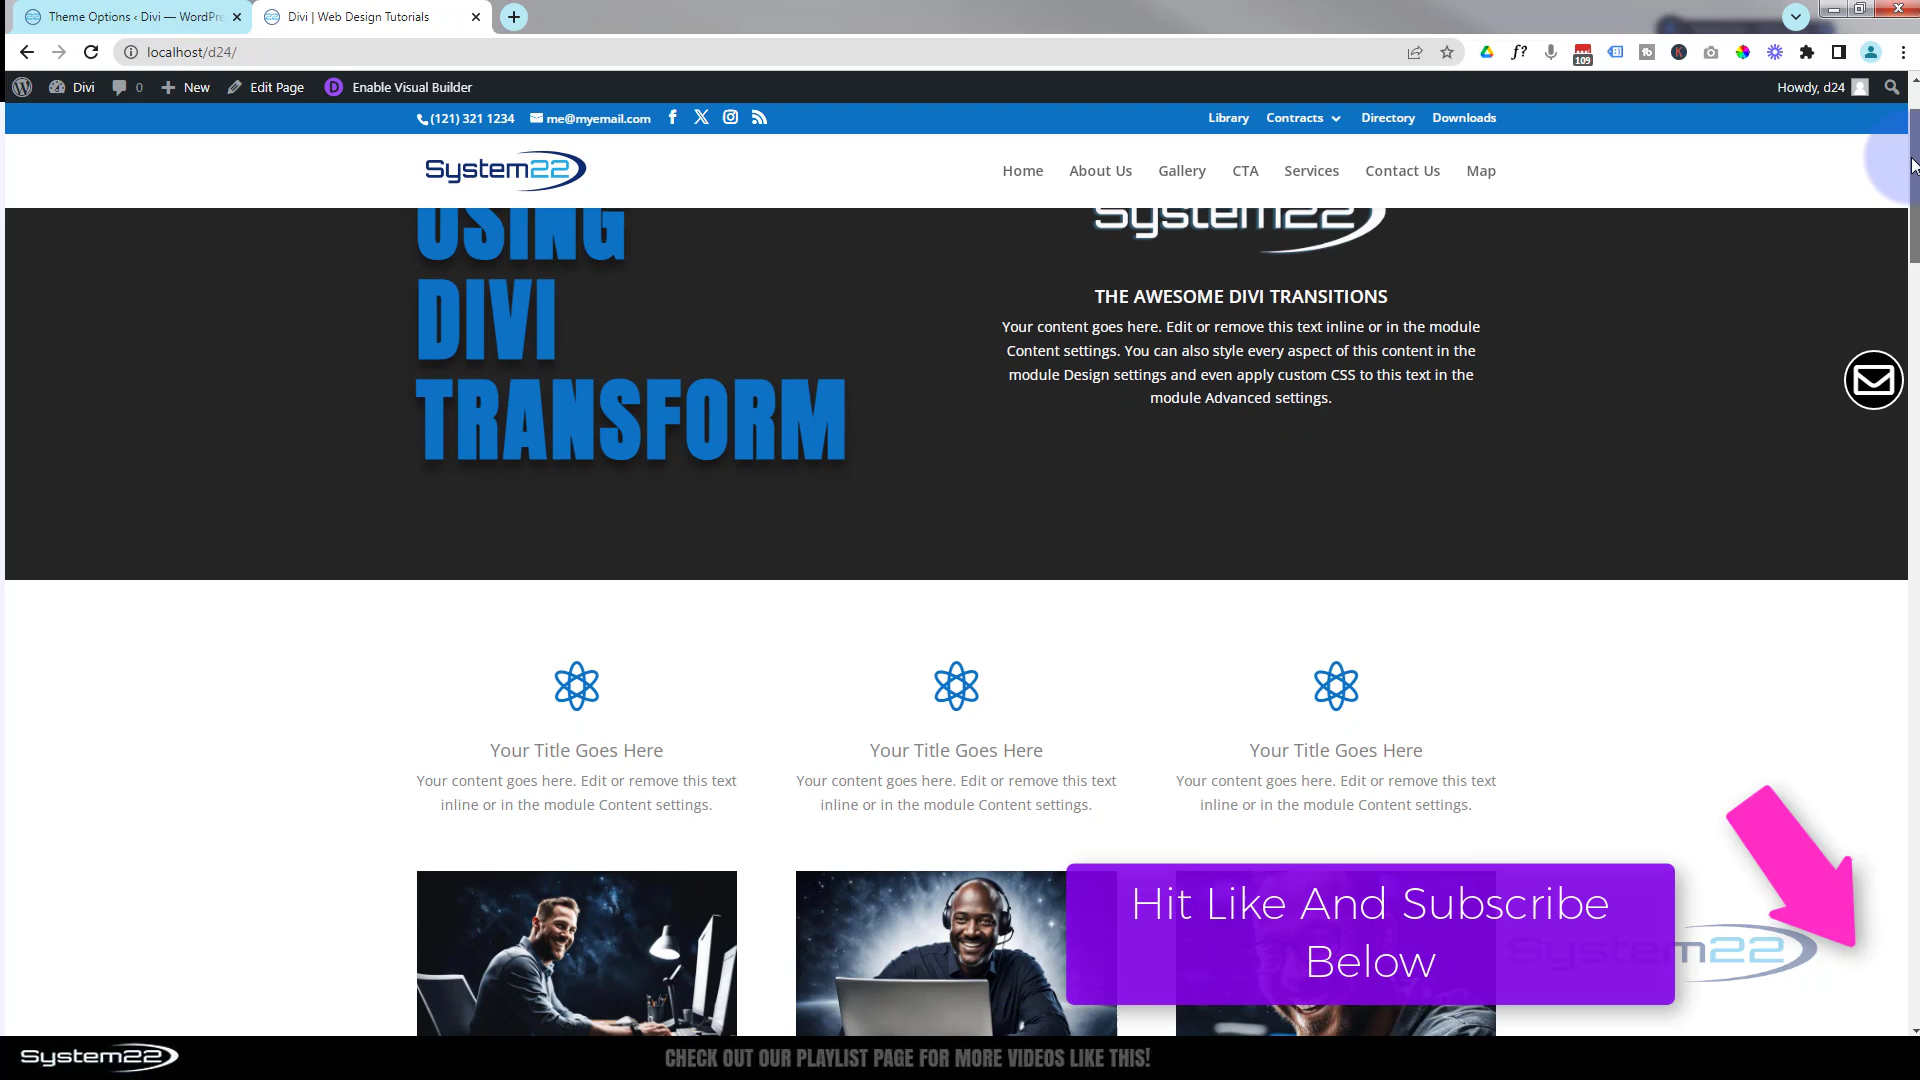 Theme Options ‹ Divi — WordPre
Divi | Web Design Tutorials
localhost/d24/
f?
109
Divi
0
New
Edit Page
Enable Visual Builder
Howdy, d24
(121) 321 1234
me@myemail.com
Library
Contracts
Directory
Downloads
System22
Home
About Us
Gallery
CTA
Services
Contact Us
Map
USING
DIVI
TRANSFORM
System22
THE AWESOME DIVI TRANSITIONS
Your content goes here. Edit or remove this text inline or in the module
Content settings. You can also style every aspect of this content in the
module Design settings and even apply custom CSS to this text in the
module Advanced settings.
Your Title Goes Here
Your content goes here. Edit or remove this text
inline or in the module Content settings.
Your Title Goes Here
Your content goes here. Edit or remove this text
inline or in the module Content settings.
Your Title Goes Here
Your content goes here. Edit or remove this text
inline or in the module Content settings.
Hit Like And Subscribe
Below
System22
System22
CHECK OUT OUR PLAYLIST PAGE FOR MORE VIDEOS LIKE THIS!